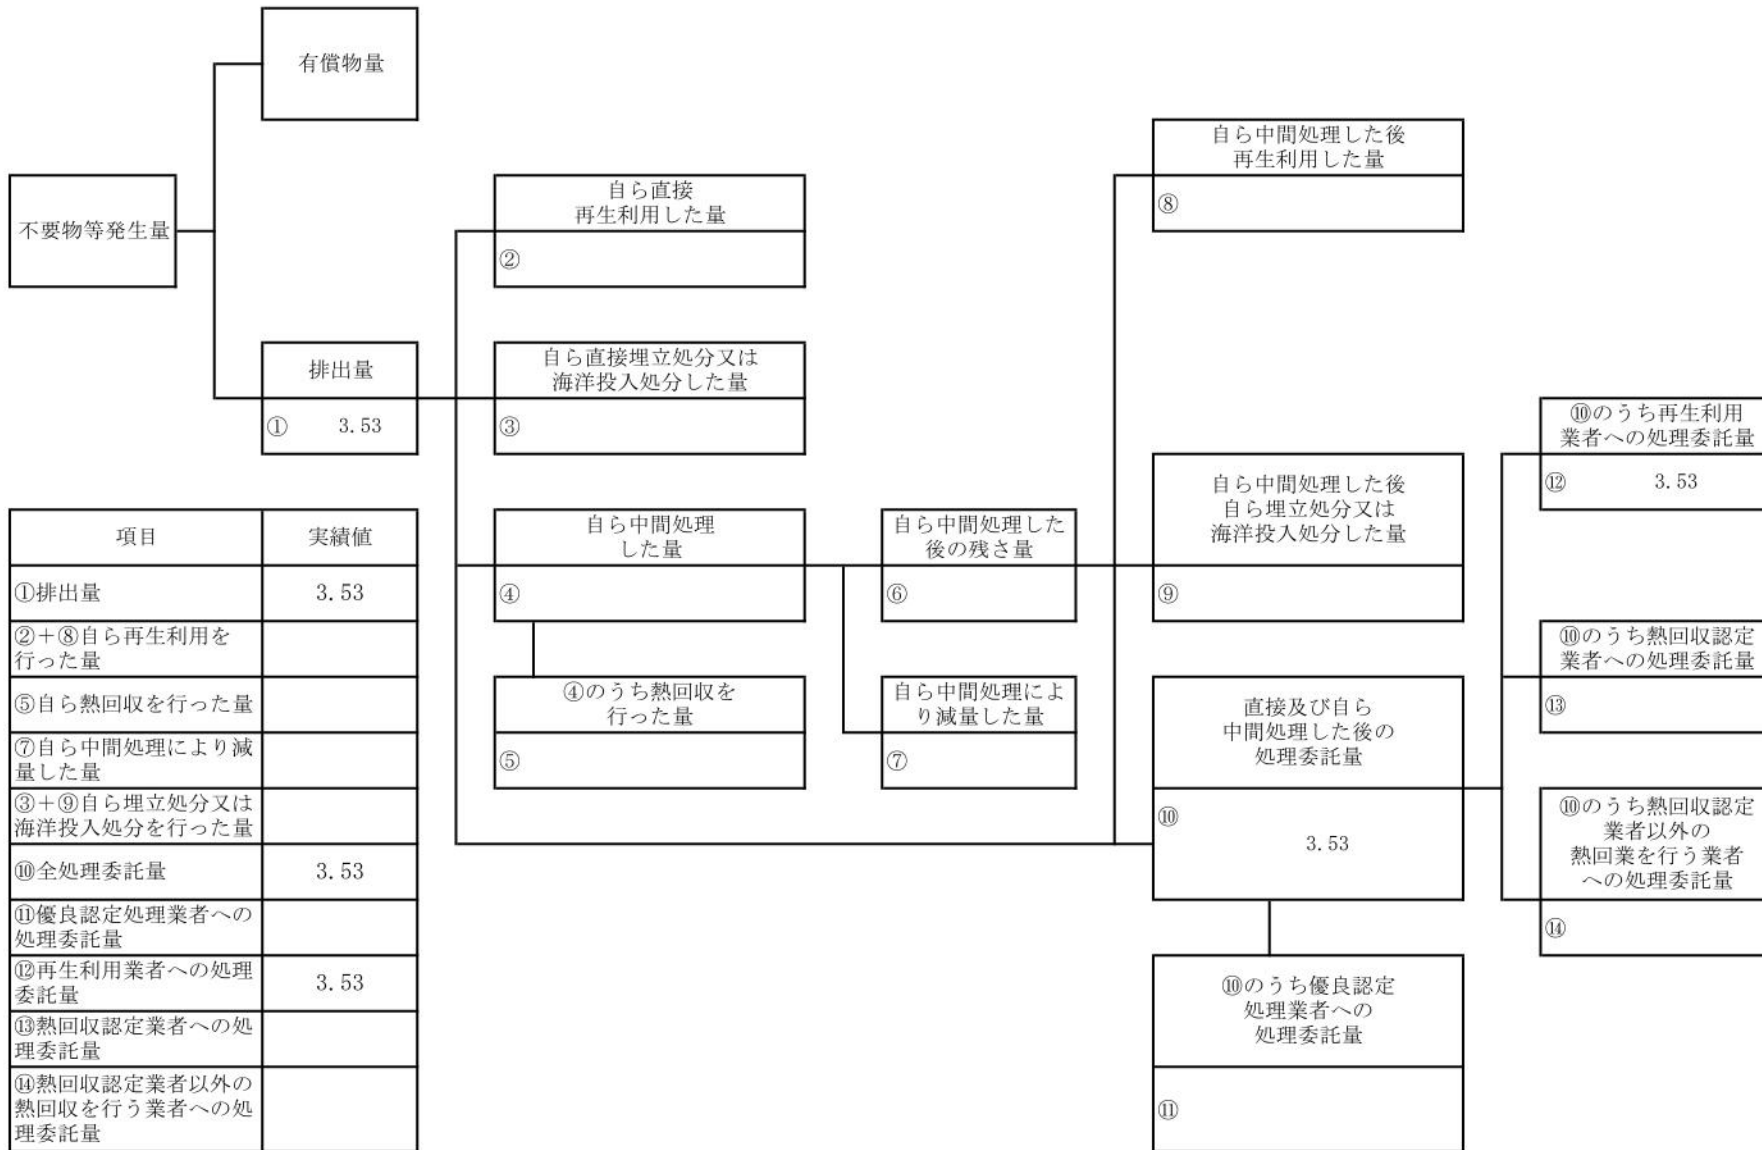 有償物量
不要物等発生量
排出量
① 3.53
自ら直接
再生利用した量
②
自ら直接埋立処分又は
海洋投入処分した量
③
自ら中間処理
した量
④
④のうち熱回収を
行った量
⑤
自ら中間処理した
後の残さ量
⑥
自ら中間処理によ
り減量した量
⑦
自ら中間処理した後
再生利用した量
⑧
自ら中間処理した後
自ら埋立処分又は
海洋投入処分した量
⑨
直接及び自ら
中間処理した後の
処理委託量
⑩
3.53
⑩のうち優良認定
処理業者への
処理委託量
⑪
⑩のうち再生利用
業者への処理委託量
⑫ 3.53
⑩のうち熱回収認定
業者への処理委託量
⑬
⑩のうち熱回収認定
業者以外の
熱回業を行う業者
への処理委託量
⑭
項目 実績値
①排出量 3.53
②+⑧自ら再生利用を
行った量
⑤自ら熱回収を行った量
⑦自ら中間処理により減
量した量
③+⑨自ら埋立処分又は
海洋投入処分を行った量
⑩全処理委託量 3.53
⑪優良認定処理業者への
処理委託量
⑫再生利用業者への処理
委託量 3.53
⑬熱回収認定業者への処
理委託量
⑭熱回収認定業者以外の
熱回収を行う業者への処
理委託量